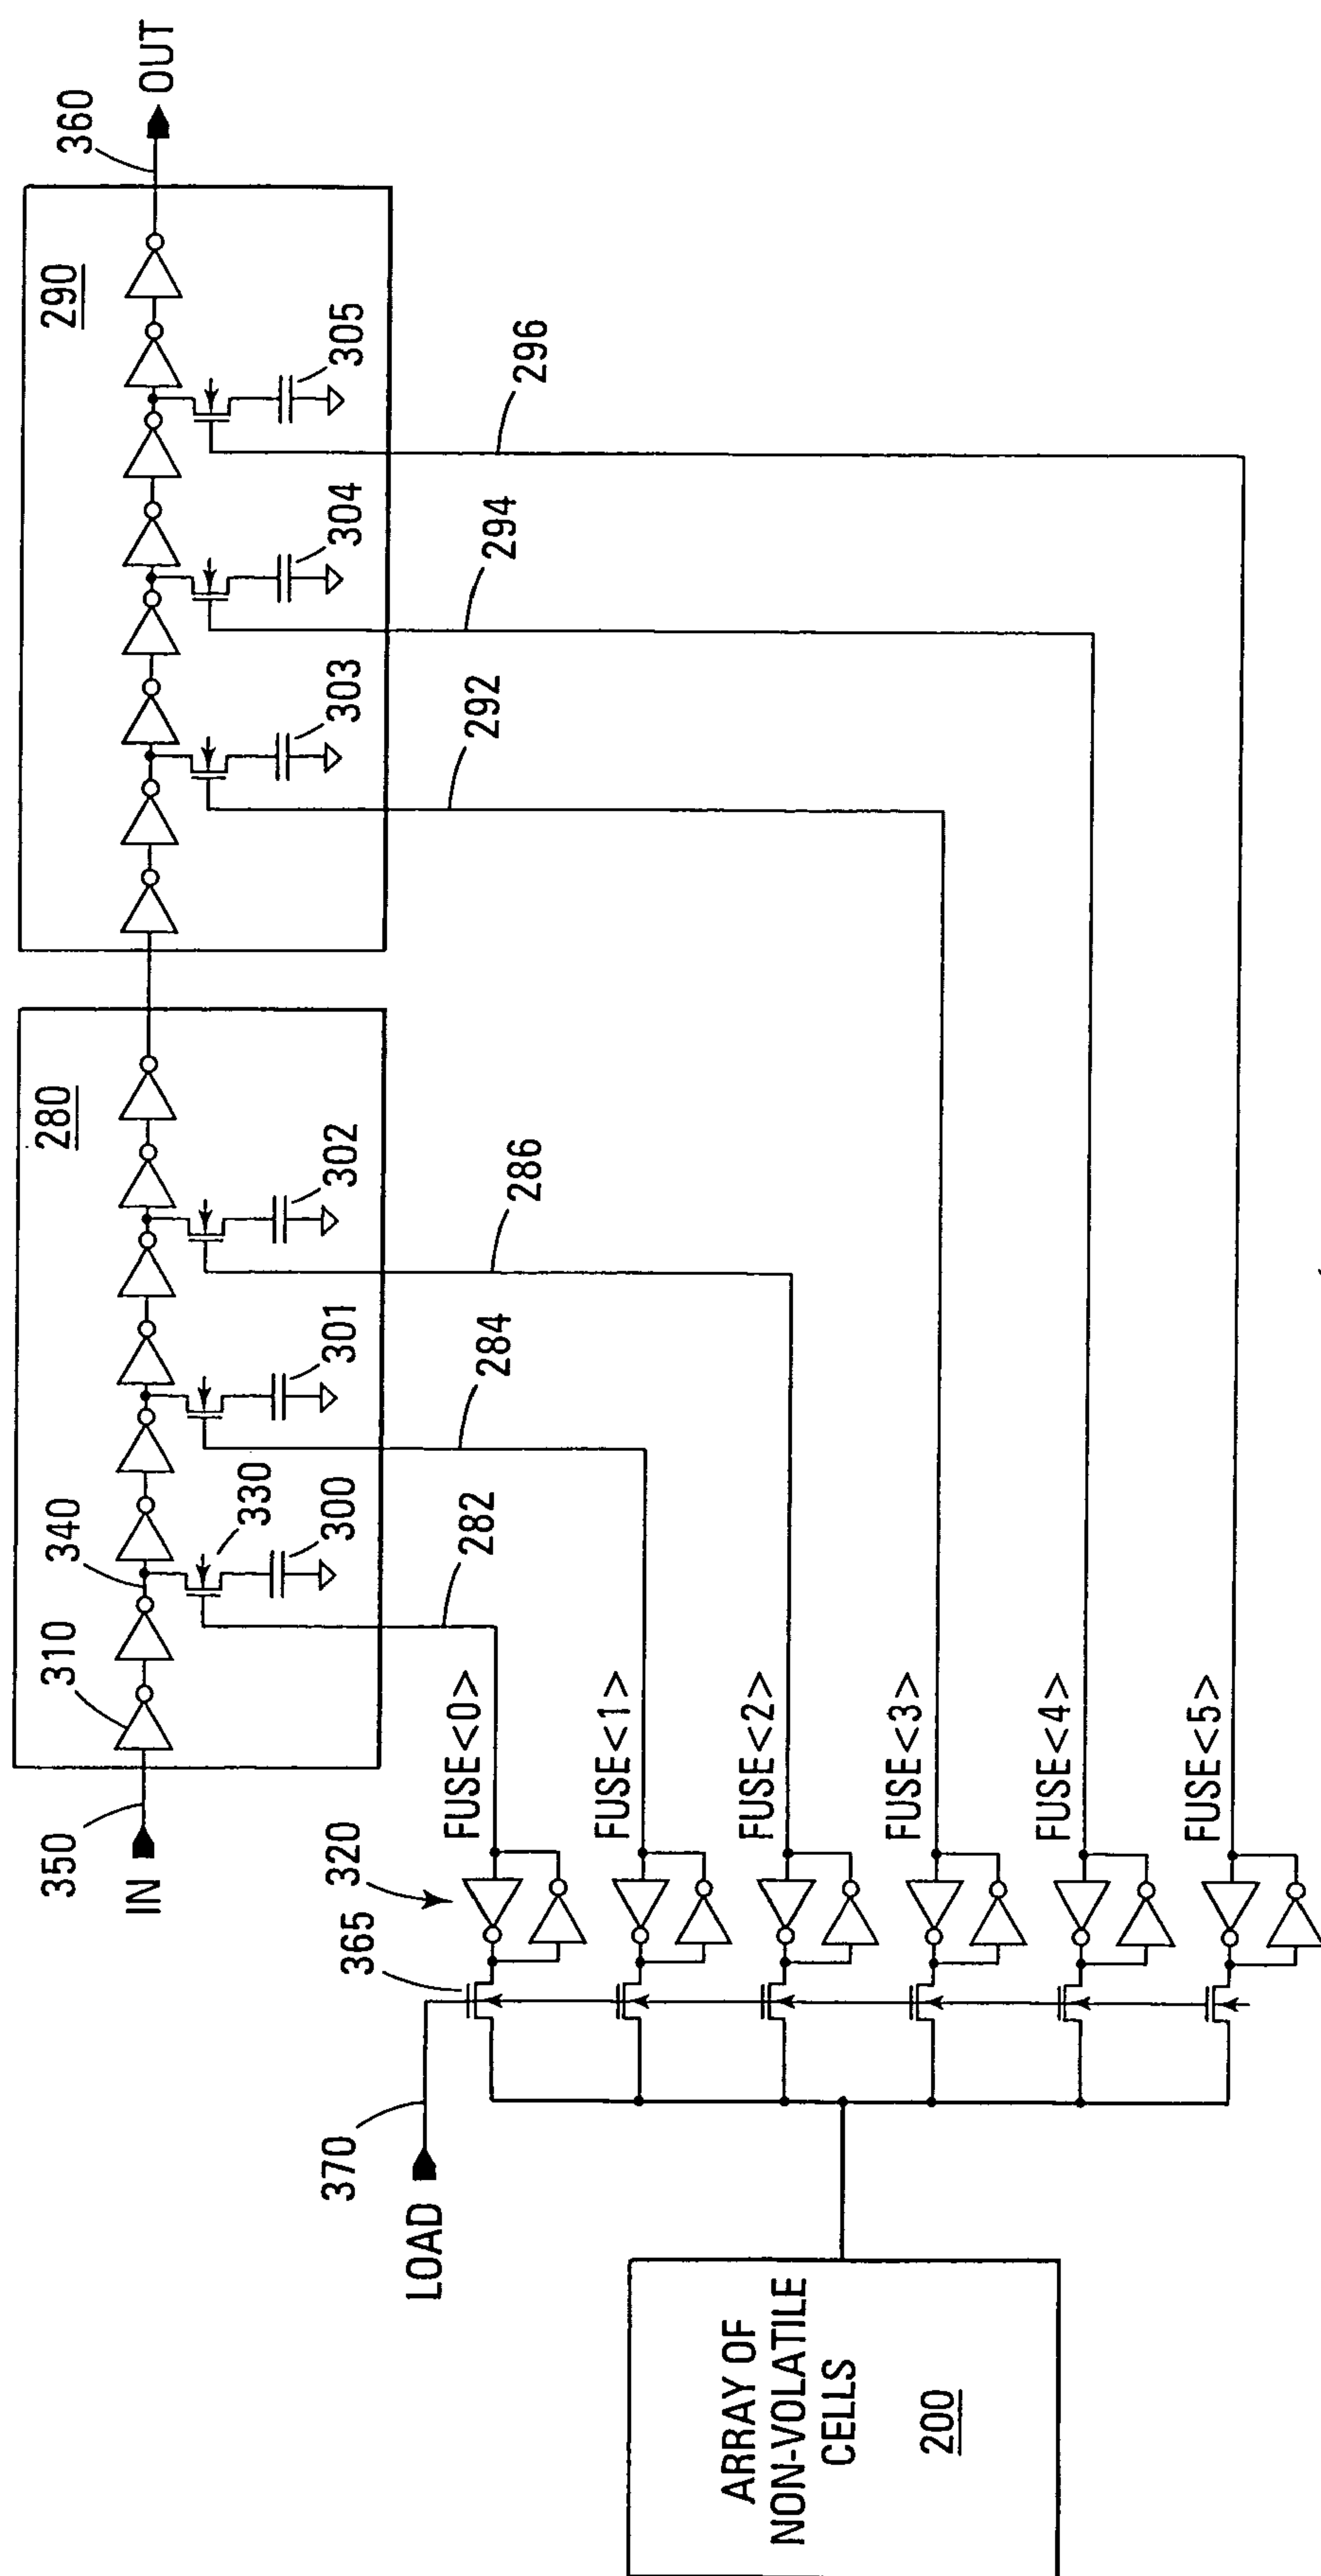 360
OUT
290
305
304
303
296
294
292
280
302
301
300
330
340
310
286
284
282
350
IN
FUSE<0>
FUSE<1>
FUSE<2>
FUSE<3>
FUSE<4>
FUSE<5>
320
365
370
LOAD
ARRAY OF
NON-VOLATILE
CELLS
200